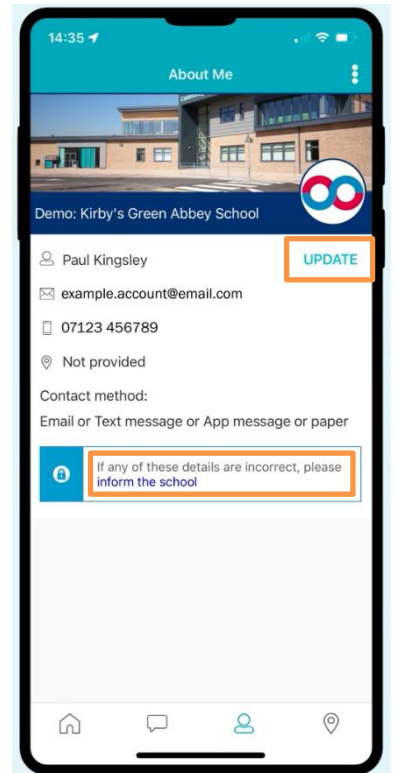 14:35
About Me
Demo: Kirby's Green Abbey School
Paul Kingsley
UPDATE
example.account@email.com
07123 456789
Not provided
Contact method:
Email or Text message or App message or paper
If any of these details are incorrect, please
inform the school